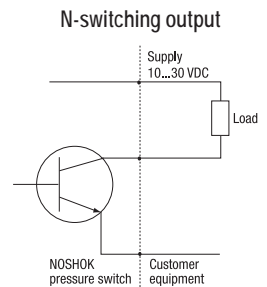 N-switching output
Supply
10...30 VDC
Load
NOSHOK
pressure switch
Customer
equipment